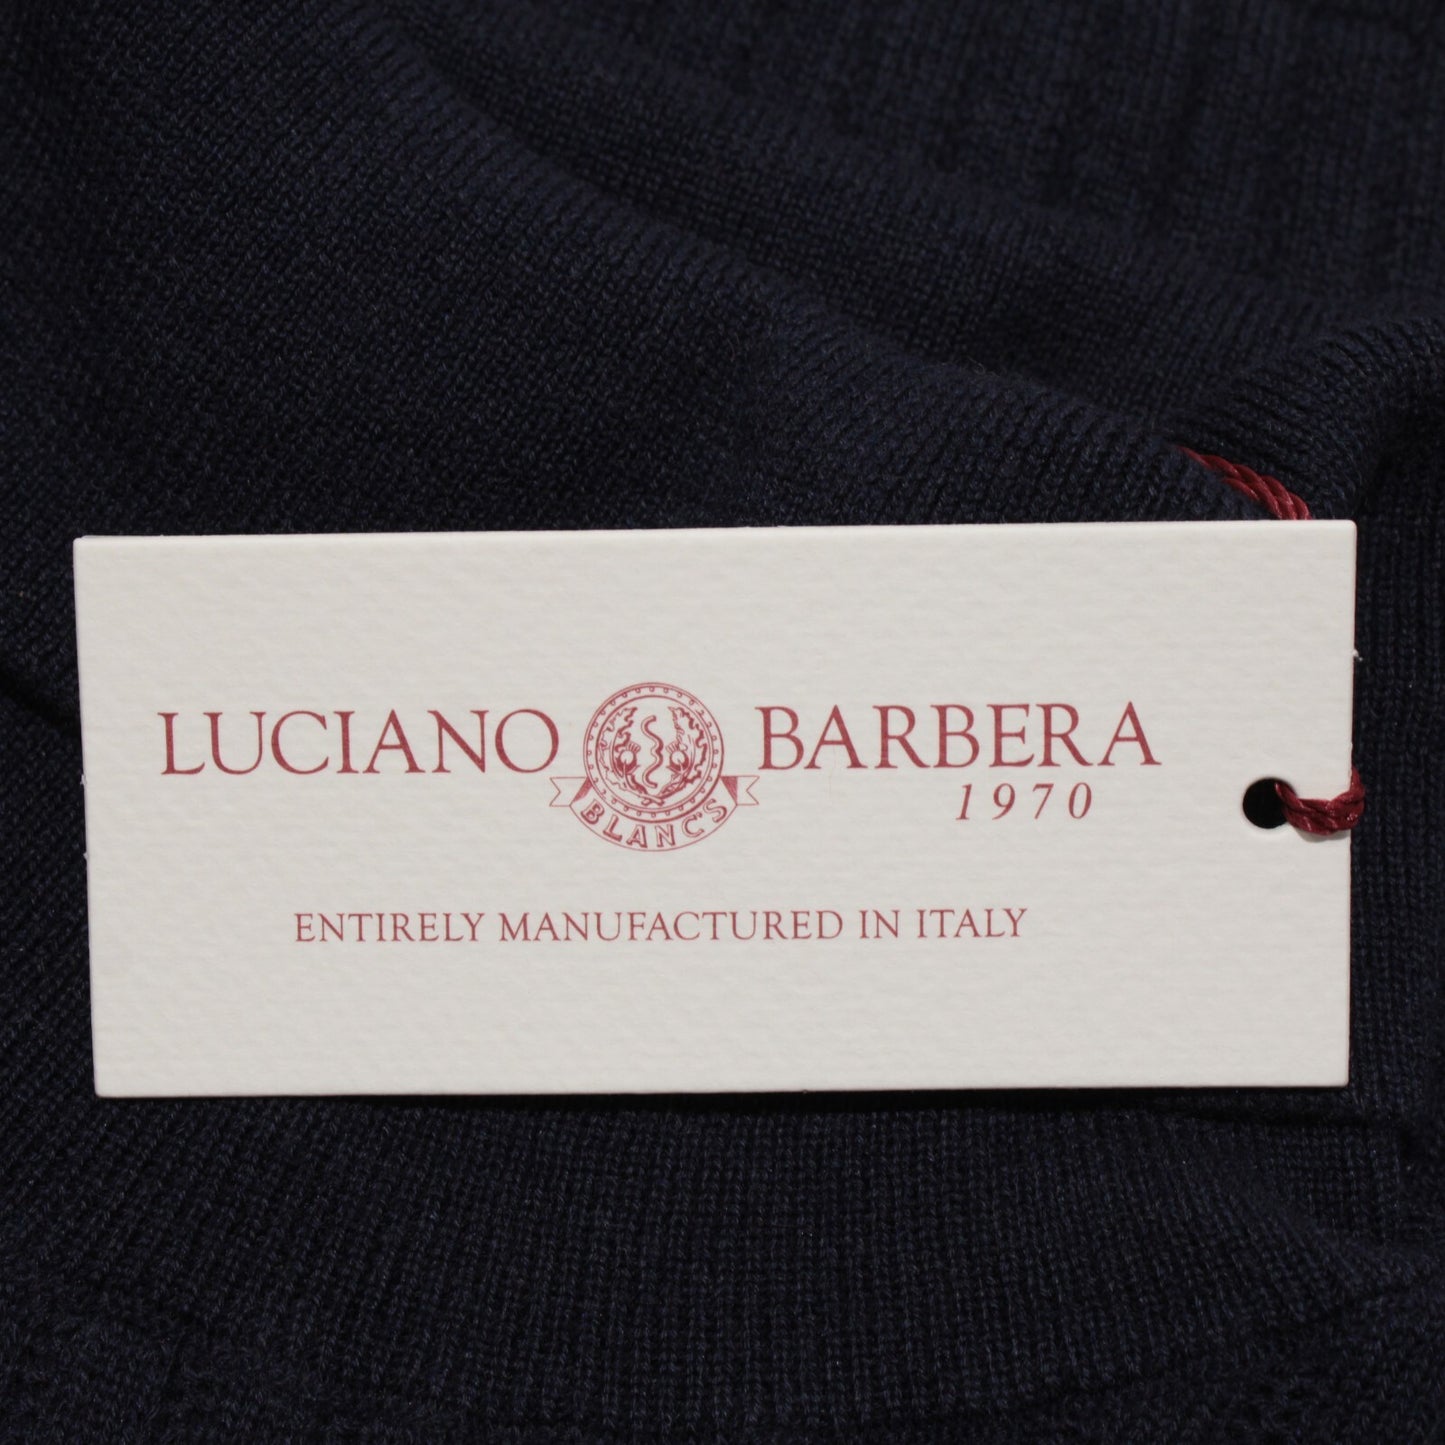 LUCIANO BARBERA
BLANC'S
1970
ENTIRELY MANUFACTURED IN ITALY